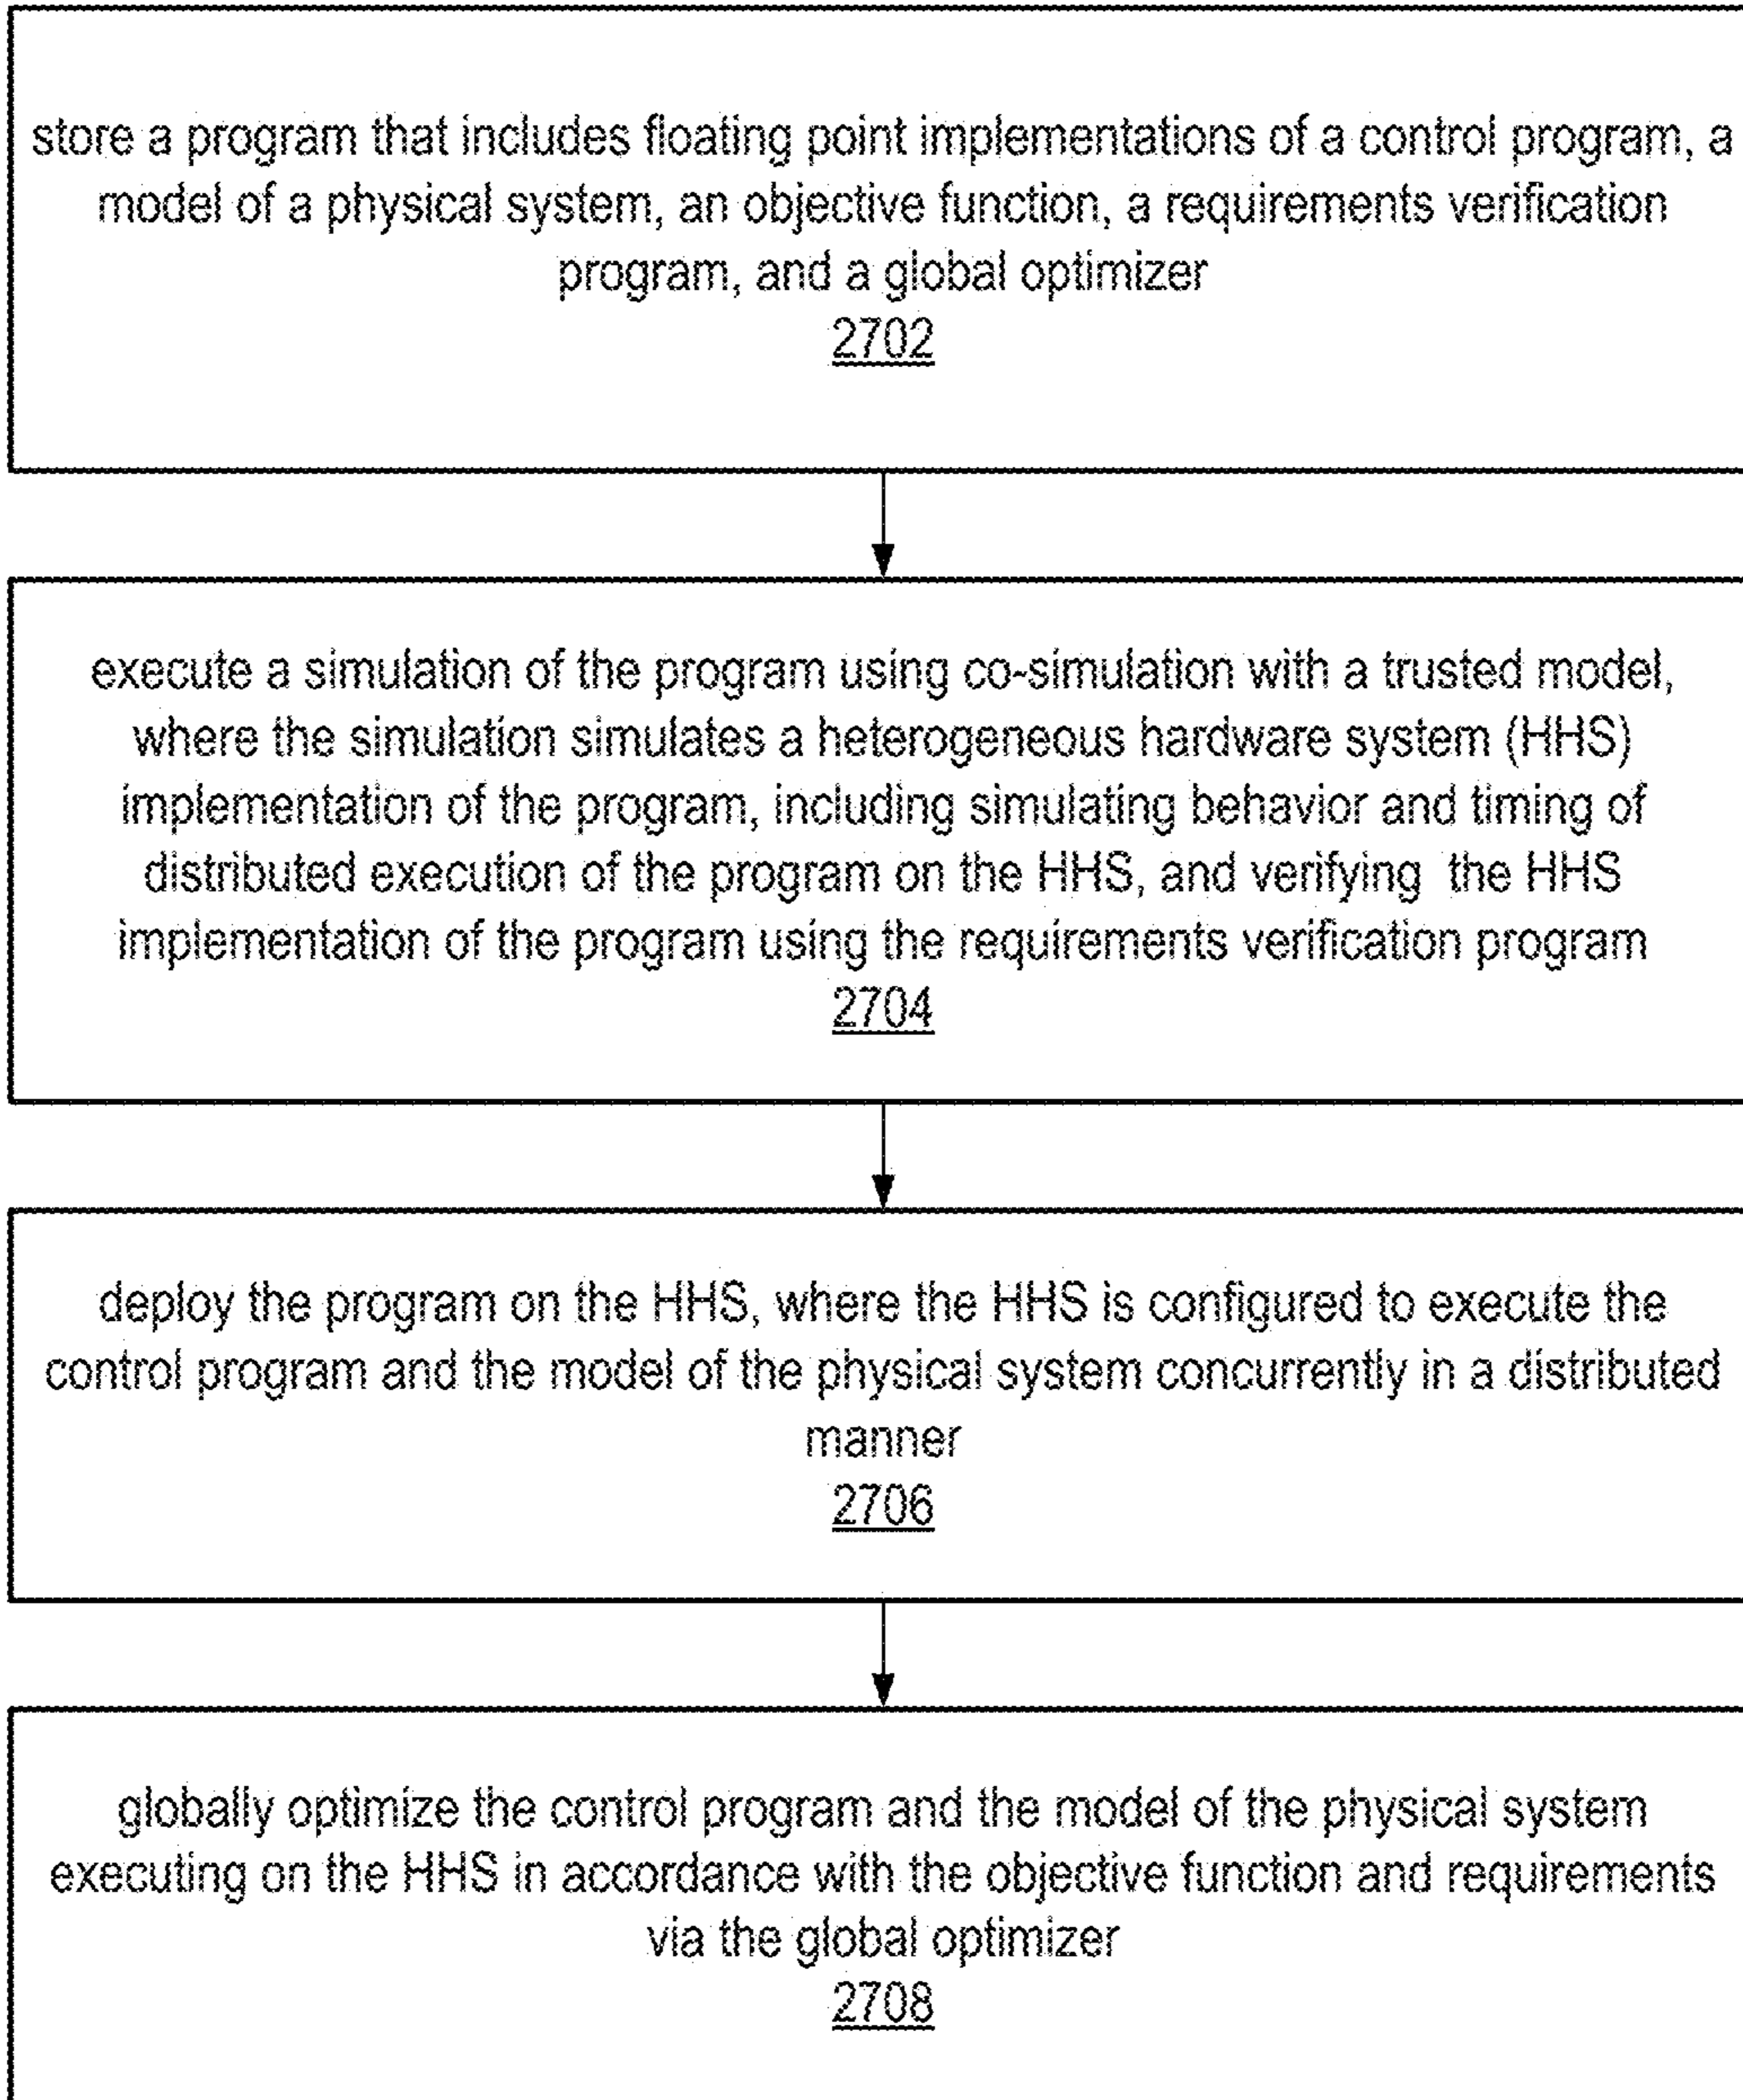 store a program that includes floating point implementations of a control program, a
model of a physical system, an objective function, a requirements verification
program, and a global optimizer
2702
execute a simulation of the program using co-simulation with a trusted model,
where the simulation simulates a heterogeneous hardware system (HHS)
implementation of the program, including simulating behavior and timing of
distributed execution of the program on the HHS, and verifying the HHS
implementation of the program using the requirements verification program
2704
deploy the program on the HHS, where the HHS is configured to execute the
control program and the model of the physical system concurrently in a distributed
manner
2706
globally optimize the control program and the model of the physical system
executing on the HHS in accordance with the objective function and requirements
via the global optimizer
2708